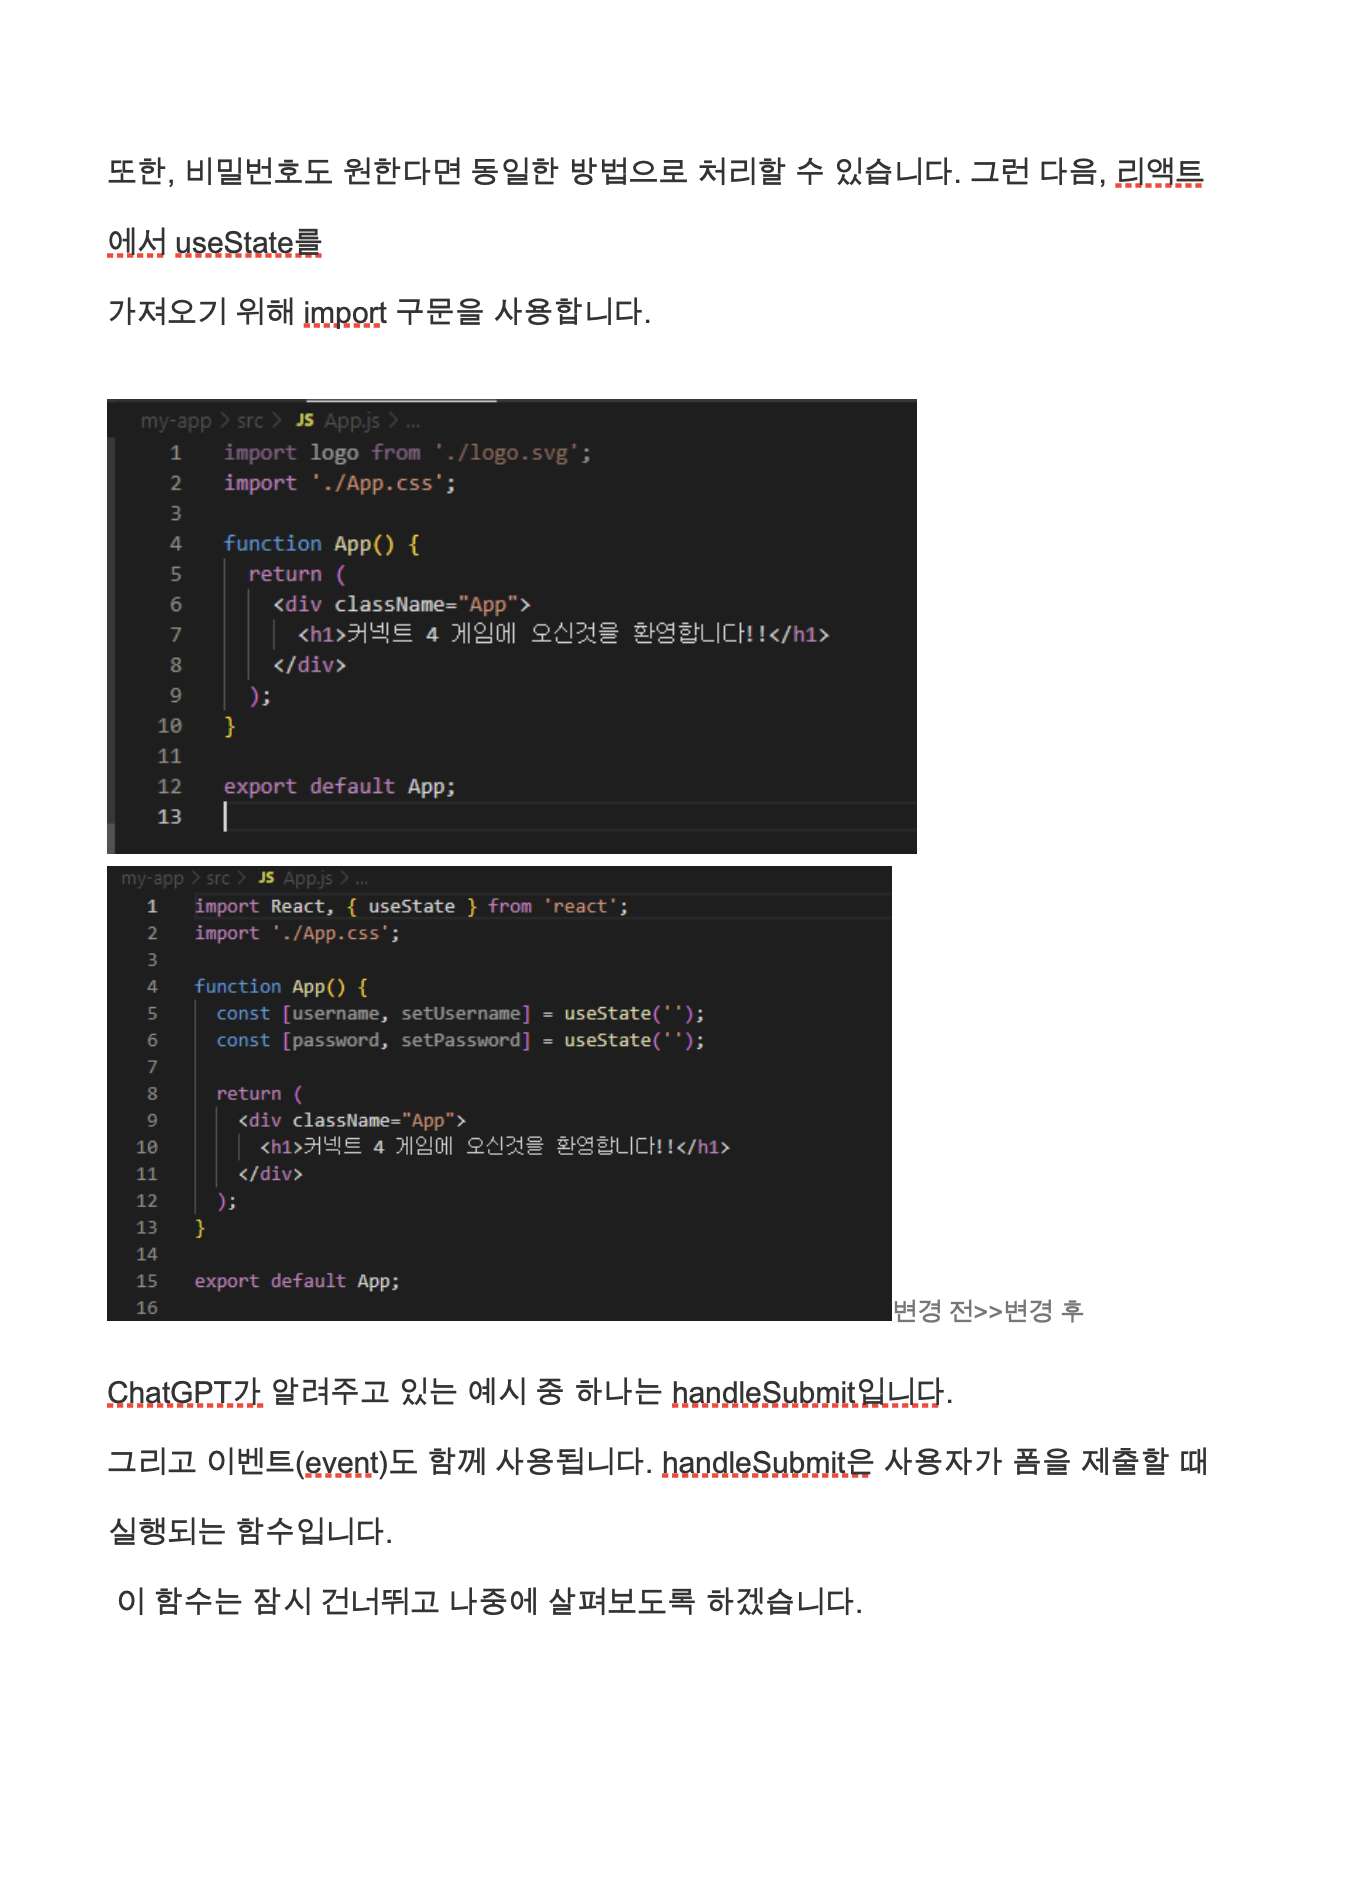 또한, 비밀번호도 원한다면 동일한 방법으로 처리할 수 있습니다. 그런 다음, 리액트
에서 useState를
가져오기 위해 import 구문을 사용합니다.
my-app > src > JS App.js > ...
1 import logo from './logo.svg';
2 import './App.css';
3
4 function App() {
5 return (
6 <div className="App">
7 <h1>커넥트 4 게임에 오신것을 환영합니다!!</h1>
8 </div>
9 );
10 }
11
12 export default App;
13
my-app > src > JS App.js > ...
1 import React, { useState } from 'react';
2 import './App.css';
3
4 function App() {
5 const [username, setUsername] = useState('');
6 const [password, setPassword] = useState('');
7
8 return (
9 <div className="App">
10 <h1>커넥트 4 게임에 오신것을 환영합니다!!</h1>
11 </div>
12 );
13 }
14
15 export default App;
16
변경 전>>변경 후
ChatGPT가 알려주고 있는 예시 중 하나는 handleSubmit입니다.
그리고 이벤트(event)도 함께 사용됩니다. handleSubmit은 사용자가 폼을 제출할 때
실행되는 함수입니다.
이 함수는 잠시 건너뛰고 나중에 살펴보도록 하겠습니다.